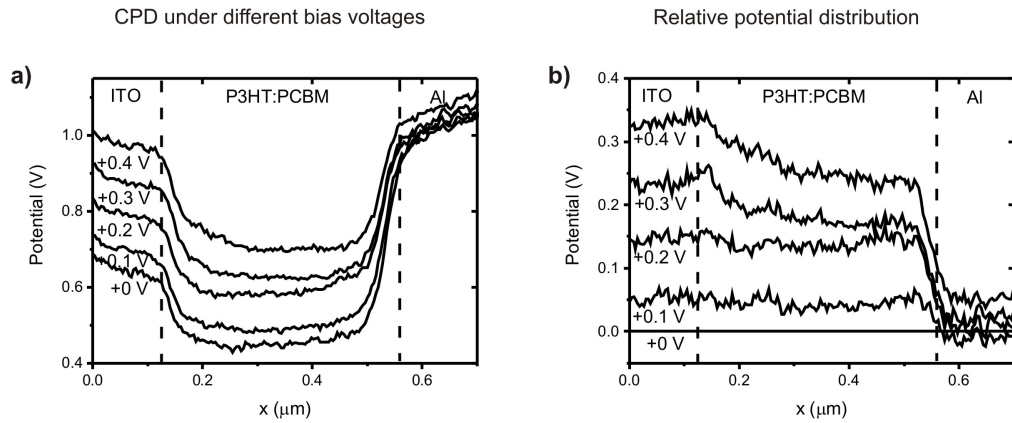 CPD under different bias voltages
Relative potential distribution
a)
ITO
P3HT:PCBM
Al
+0.4 V
+0.3 V
+0.2 V
+0.1 V
+0 V
Potential (V)
1.0
0.8
0.6
0.4
0.0
0.2
0.4
0.6
x (μm)
b)
ITO
P3HT:PCBM
Al
+0.4 V
+0.3 V
+0.2 V
+0.1 V
+0 V
Potential (V)
0.4
0.3
0.2
0.1
0.0
0.0
0.2
0.4
0.6
x (μm)